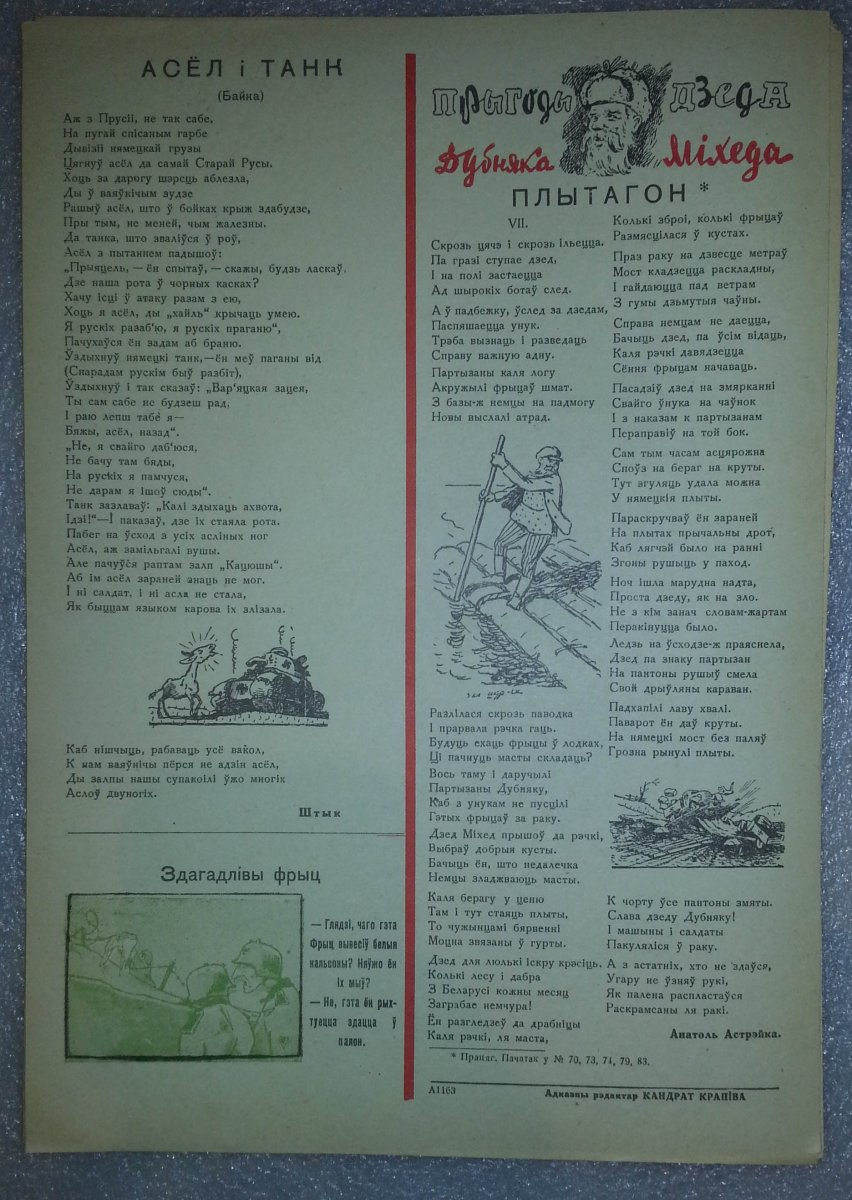 АСЁЛ і ТАНК
(Байка)
Аж з Прусіі, не так сабе,
На пугай спісаным гарбе
Дывізіі нямецкай грузы
Цягнуў асёл да самай Старай Русы.
Хоць за дарогу шэрсць аблезла,
Ды ў ваяўнічым зудзе
Рашыў асёл, што ў бойках крыж здабудзе,
Пры тым, не меней, чым жалезны.
Да танка, што зваліўся ў роў,
Асёл з пытаннем падышоў:
„Прыяцель, — ён спытаў, — скажы, будзь ласкаў,
Дзе наша рота ў чорных касках?
Хачу ісці ў атаку разам з ею,
Хоць я асёл, ды „хайль“ крычаць умею.
Я рускіх разаб'ю, я рускіх праганю“,
Пачухаўся ён задам аб браню.
Ўздыхнуў нямецкі танк,—ён меў паганы від
(Снарадам рускім быў разбіт),
Ўздыхнуў і так сказаў: „Вар'яцкая зацея,
Ты сам сабе не будзеш рад,
І раю лепш табе я—
Бяжы, асёл, назад“.
„Не, я свайго даб'юся,
Не бачу там бяды,
На рускіх я памчуся,
Не дарам я ішоў сюды“.
Танк зазлаваў: „Калі здыхаць ахвота,
Ідзі!“—І паказаў, дзе іх стаяла рота.
Пабег на ўсход з усіх асліных ног
Асёл, аж замільгалі вушы.
Але пачуўся раптам залп „Кацюшы“.
Аб ім асёл зараней знаць не мог.
І ні салдат, і ні асла не стала,
Як быццам языком карова іх злізала.
Каб нішчыць, рабаваць усё вакол,
К нам ваяўнічы пёрся не адзін асёл,
Ды залпы нашы супакоілі ўжо многіх
Аслоў двуногіх.
Штык
Здагадлівы фрыц
— Глядзі, чаго гэта
Фрыц вывесіў белыя
кальсоны? Няўжо ён
іх мыў?
— Не, гэта ён рых-
туецца здацца ў
палон.
ПРЫГОДЫ ДЗЕДА
Дубняка Міхеда
ПЛЫТАГОН *
VII.
Скрозь цячэ і скрозь ільецца.
Па гразі ступае дзед,
І на полі застаецца
Ад шырокіх ботаў след.
А ў падбежку, ўслед за дзедам,
Паспяшаецца унук.
Трэба вызнаць і разведаць
Справу важную адну.
Партызаны каля логу
Акружылі фрыцаў шмат.
З базы-ж немцы на падмогу
Новы выслалі атрад.
Разлілася скрозь паводка
І прарвала рэчка гаць.
Будуць ехаць фрыцы ў лодках,
Ці пачнуць масты складаць?
Вось таму і даручылі
Партызаны Дубняку,
Каб з унукам не пусцілі
Гэтых фрыцаў за раку.
Дзед Міхед прышоў да рэчкі,
Выбраў добрыя кусты.
Бачыць ён, што недалечка
Немцы зладжваюць масты.
Каля берагу у ценю
Там і тут стаяць плыты,
То чужынцамі бярвенні
Моцна звязаны ў гурты.
Дзед для люлькі іскру крэсіць.
Колькі лесу і дабра
З Беларусі кожны месяц
Заграбае немчура!
Ён разгледзеў да драбніцы
Каля рэчкі, ля маста,
Колькі зброі, колькі фрыцаў
Размясцілася ў кустах.
Праз раку на дзвесце метраў
Мост кладзецца раскладны,
І гайдаюцца пад ветрам
З гумы дзьмутыя чаўны.
Справа немцам не даецца,
Бачыць дзед, па ўсім відаць,
Каля рэчкі давядзецца
Сёння фрыцам начаваць.
Пасадзіў дзед на змярканні
Свайго ўнука на чаўнок
І з наказам к партызанам
Пераправіў на той бок.
Сам тым часам асцярожна
Споўз на бераг на круты.
Тут згуляць удала можна
У нямецкія плыты.
Параскручваў ён зараней
На плытах прычальны дрот,
Каб лягчэй было на ранні
Згоны рушыць у паход.
Ноч ішла марудна надта,
Проста дзеду, як на зло.
Не з кім занач словам-жартам
Перакінуцца было.
Ледзь на ўсходзе-ж праяснела,
Дзед па знаку партызан
На пантоны рушыў смела
Свой друўляны караван.
Падхапілі лаву хвалі.
Паварот ён даў круты.
На нямецкі мост без паляў
Грозна рынулі плыты.
К чорту ўсе пантоны змяты.
Слава дзеду Дубняку!
І машыны і салдаты
Пакуляліся ў раку.
А з астатніх, хто не здаўся,
Угару не ўзняў рукі,
Як палена распластаўся
Раскрамсаны ля ракі.
Анатоль Астрэйка.
* Працяг. Пачатак у № 70, 73, 74, 79, 83.
А1163
Адказны рэдактар КАНДРАТ КРАПІВА